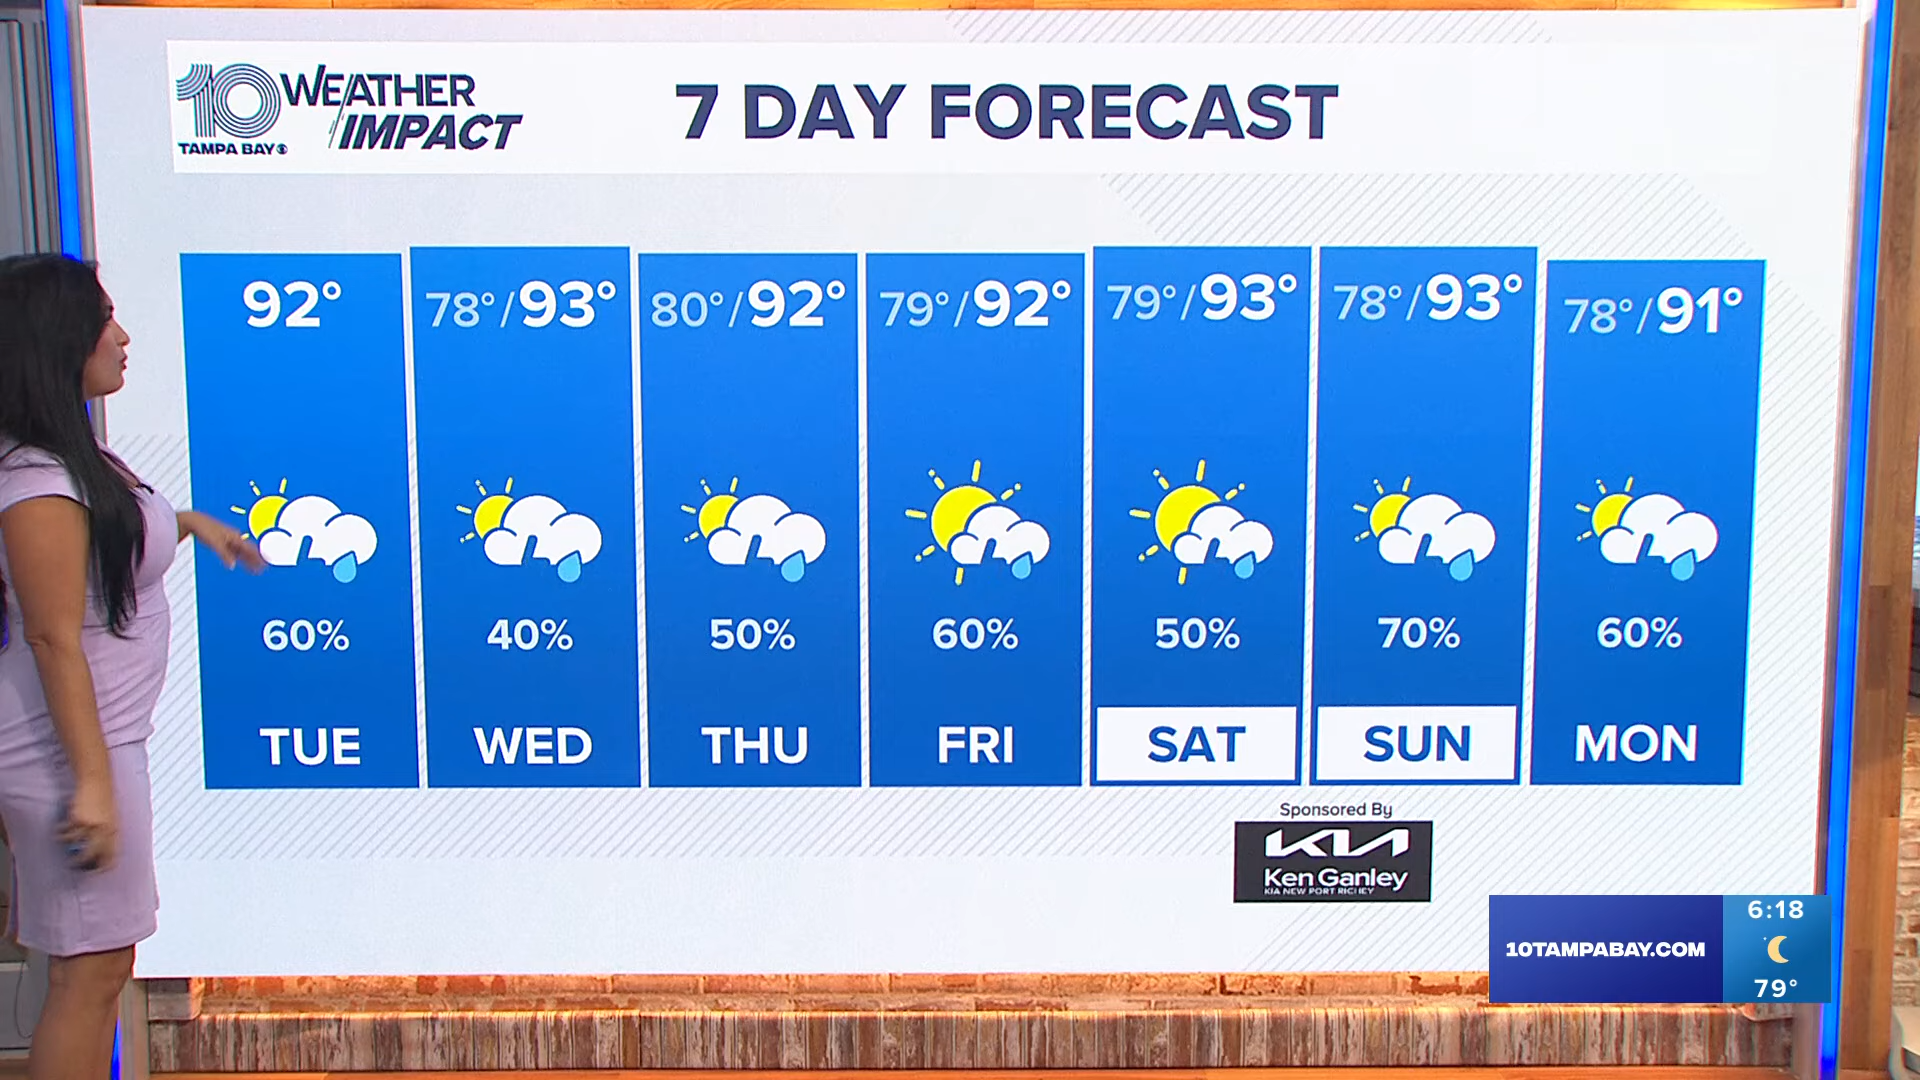 10 WEATHER
IMPACT
TAMPA BAY
7 DAY FORECAST
92° 78°/93° 80°/92° 79°/92° 79°/93° 78°/93° 78°/91°
60% 40% 50% 60% 50% 70% 60%
TUE WED THU FRI SAT SUN MON
Sponsored By
KIA
Ken Ganley
KIA NEW PORT RICHEY
10TAMPABAY.COM
6:18
79°